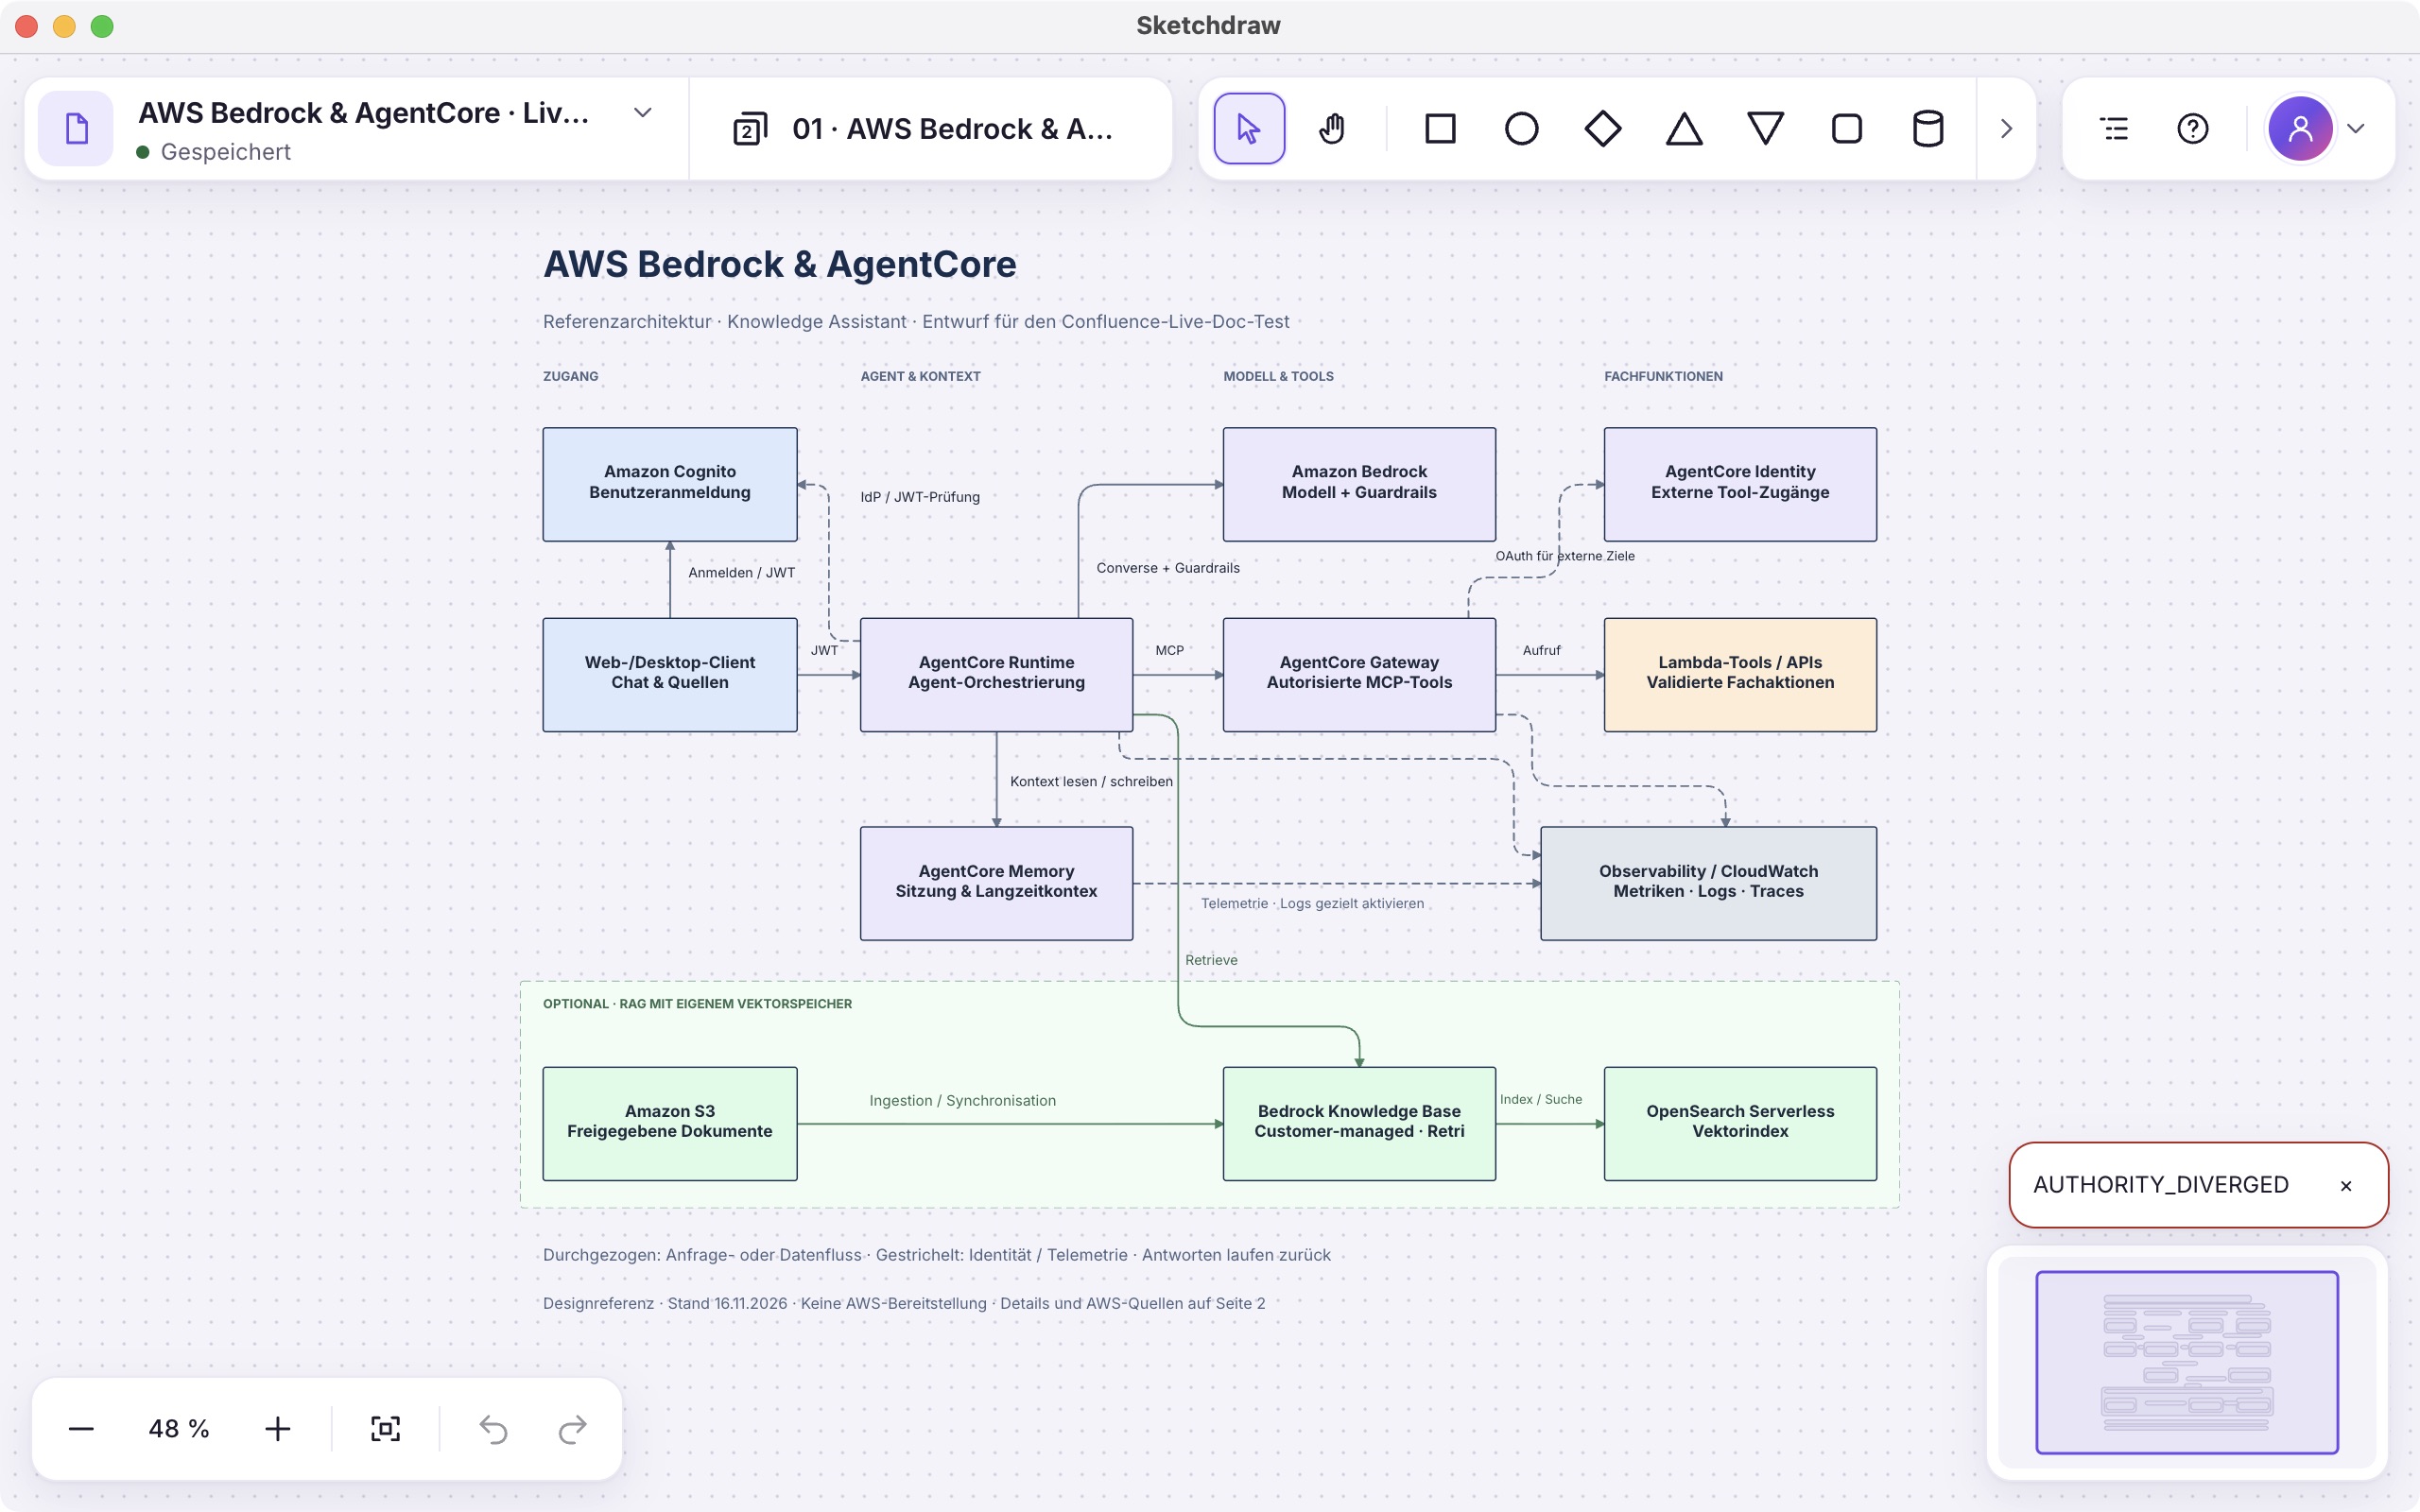 Sketchdraw
AWS Bedrock & AgentCore · Liv...
Gespeichert
2
01 · AWS Bedrock & A...
AWS Bedrock & AgentCore
Referenzarchitektur · Knowledge Assistant · Entwurf für den Confluence-Live-Doc-Test
ZUGANG
AGENT & KONTEXT
MODELL & TOOLS
FACHFUNKTIONEN
Amazon Cognito
Benutzeranmeldung
IdP / JWT-Prüfung
Amazon Bedrock
Modell + Guardrails
AgentCore Identity
Externe Tool-Zugänge
Anmelden / JWT
Converse + Guardrails
OAuth für externe Ziele
Web-/Desktop-Client
Chat & Quellen
JWT
AgentCore Runtime
Agent-Orchestrierung
MCP
AgentCore Gateway
Autorisierte MCP-Tools
Aufruf
Lambda-Tools / APIs
Validierte Fachaktionen
Kontext lesen / schreiben
AgentCore Memory
Sitzung & Langzeitkontex
Telemetrie · Logs gezielt aktivieren
Observability / CloudWatch
Metriken · Logs · Traces
Retrieve
OPTIONAL · RAG MIT EIGENEM VEKTORSPEICHER
Amazon S3
Freigegebene Dokumente
Ingestion / Synchronisation
Bedrock Knowledge Base
Customer-managed · Retri
Index / Suche
OpenSearch Serverless
Vektorindex
AUTHORITY_DIVERGED
Durchgezogen: Anfrage- oder Datenfluss · Gestrichelt: Identität / Telemetrie · Antworten laufen zurück
Designreferenz · Stand 16.11.2026 · Keine AWS-Bereitstellung · Details und AWS-Quellen auf Seite 2
48 %